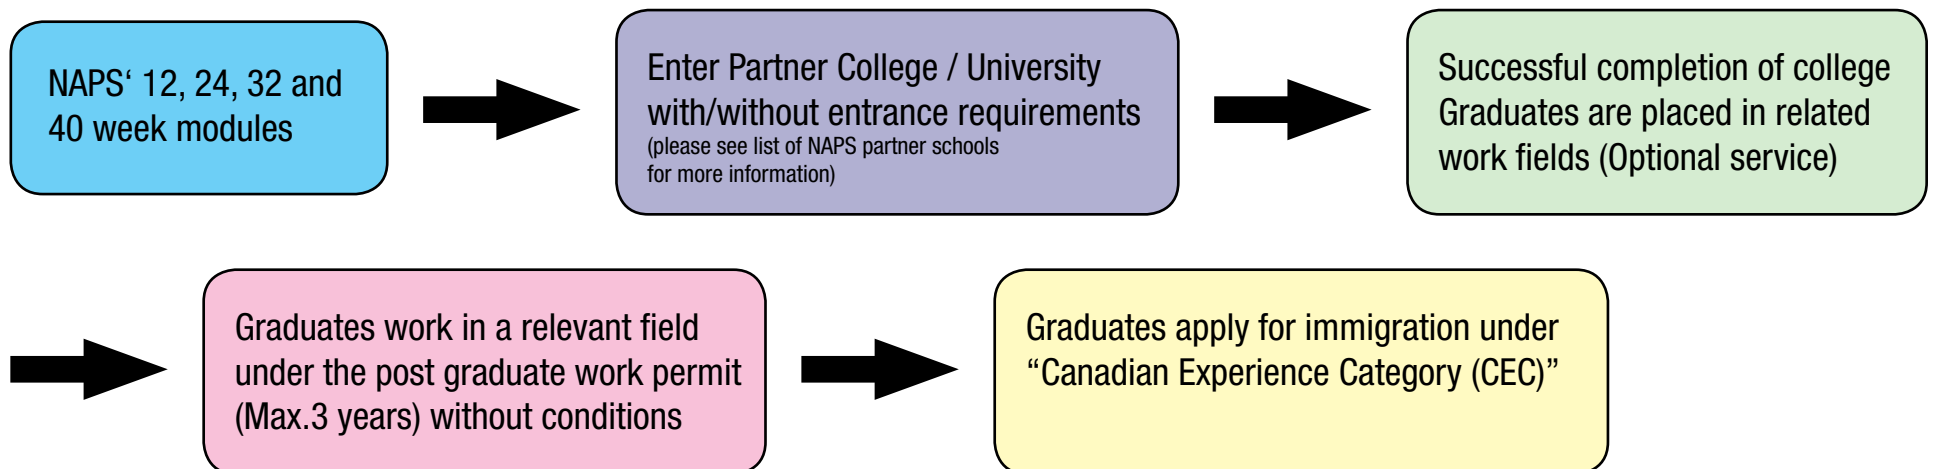 NAPS‘ 12, 24, 32 and
40 week modules
Enter Partner College / University
with/without entrance requirements
(please see list of NAPS partner schools
for more information)
Successful completion of college
Graduates are placed in related
work fields (Optional service)
Graduates work in a relevant field
under the post graduate work permit
(Max.3 years) without conditions
Graduates apply for immigration under
“Canadian Experience Category (CEC)”